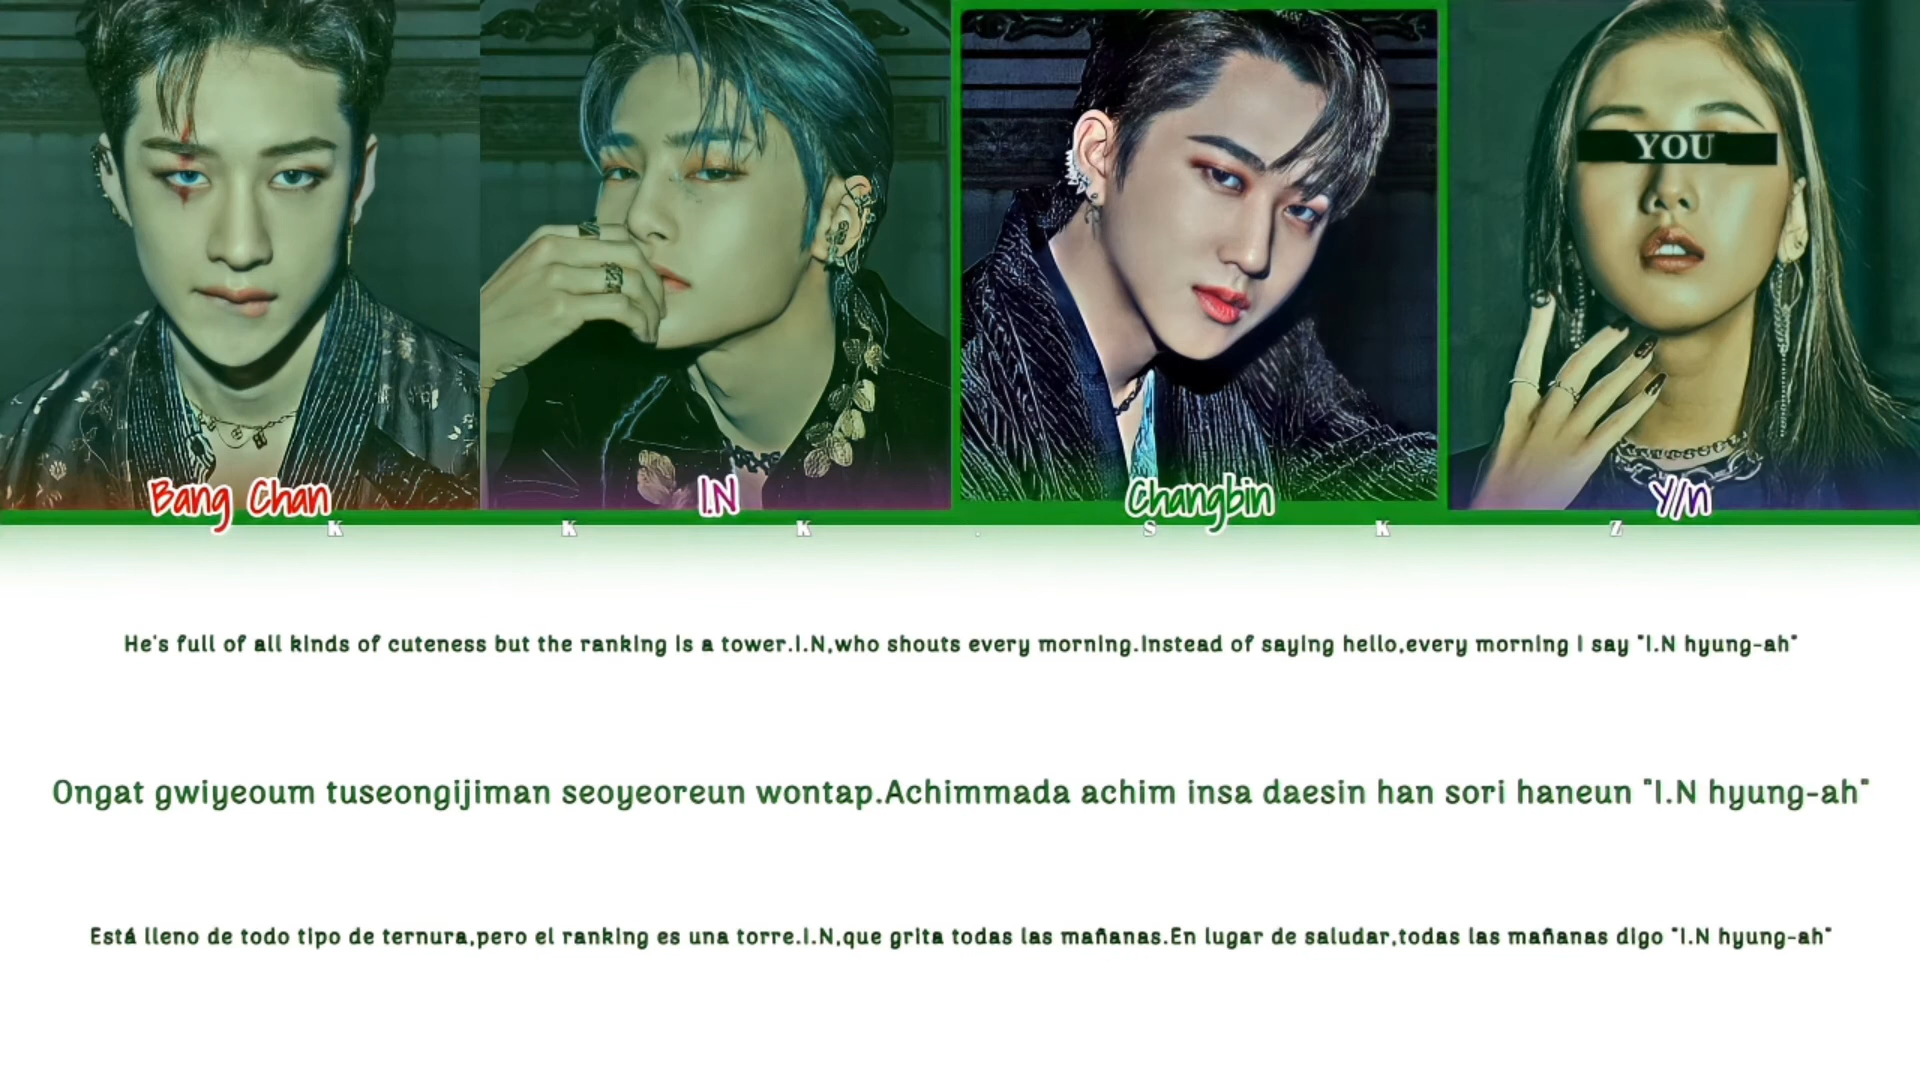 YOU
Bang Chan
I.N
Changbin
Y/n
K K K . S K Z
He's full of all kinds of cuteness but the ranking is a tower.I.N,who shouts every morning.Instead of saying hello,every morning I say "I.N hyung-ah"
Ongat gwiyeoum tuseongijiman seoyeoreun wontap.Achimmada achim insa daesin han sori haneun "I.N hyung-ah"
Está lleno de todo tipo de ternura,pero el ranking es una torre.I.N,que grita todas las mañanas.En lugar de saludar,todas las mañanas digo "I.N hyung-ah"